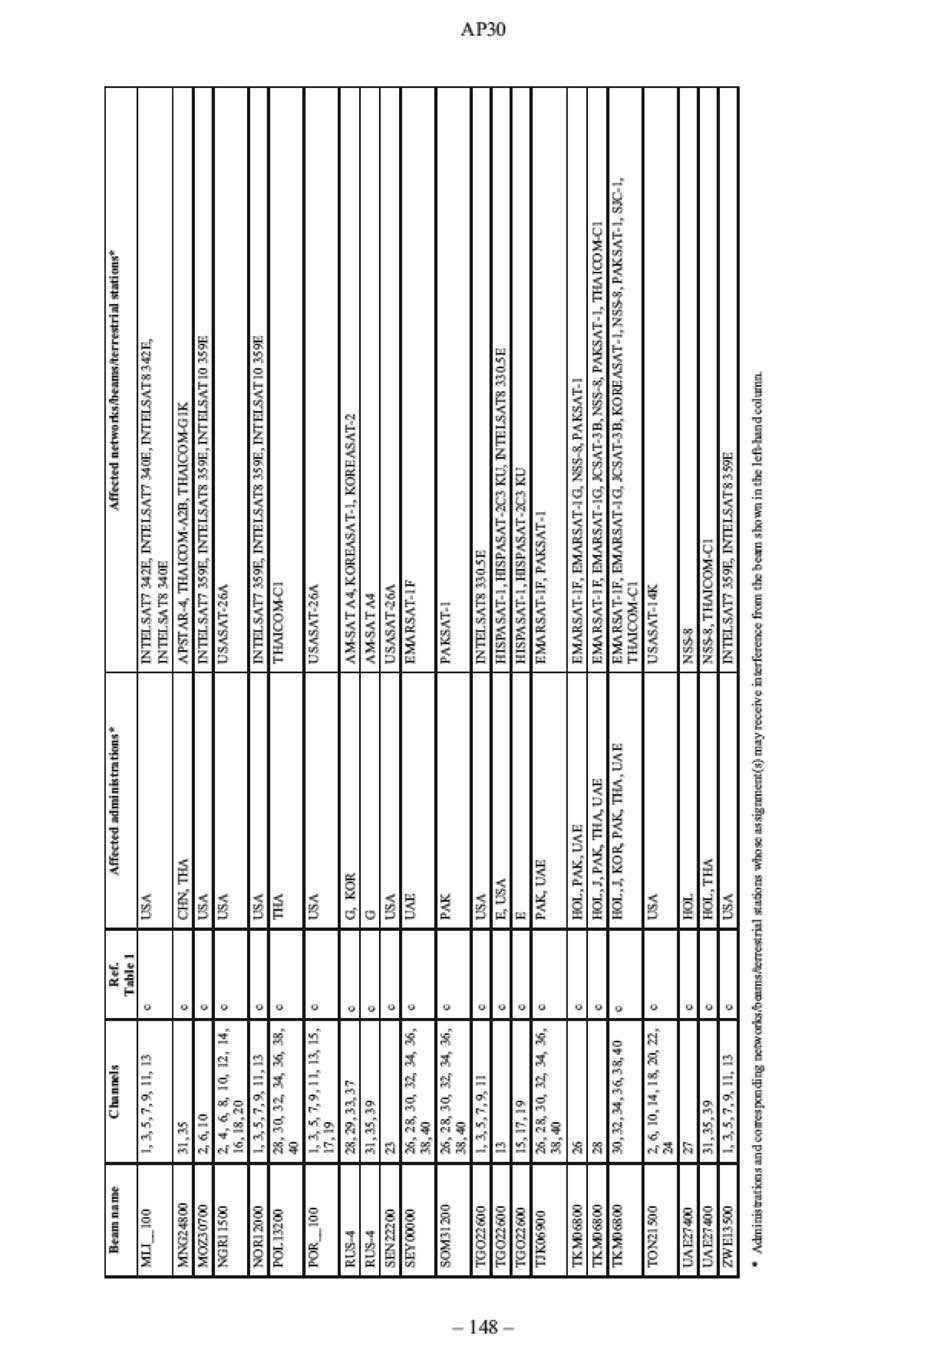 AP30
Beam name Channels Ref. Table 1 Affected administrations* Affected networks/beams/terrestrial stations*
MLI__100 1, 3, 5, 7, 9, 11, 13 c USA INTELSAT7 342E, INTELSAT7 340E, INTELSAT8 342E,
INTELSAT8 340E
MNG24800 31, 35 c CHN, THA APSTAR-4, THAICOM-A2B, THAICOM-G1K
MOZ30700 2, 6, 10 c USA INTELSAT7 359E, INTELSAT8 359E, INTELSAT10 359E
NGR11500 2, 4, 6, 8, 10, 12, 14, c USA USASAT-26A
16, 18, 20
NOR12000 1, 3, 5, 7, 9, 11, 13 c USA INTELSAT7 359E, INTELSAT8 359E, INTELSAT10 359E
POL13200 28, 30, 32, 34, 36, 38, c THA THAICOM-C1
40
POR__100 1, 3, 5, 7, 9, 11, 13, 15, c USA USASAT-26A
17, 19
RUS-4 28, 29, 33, 37 c G, KOR AM-SAT A4, KOREASAT-1, KOREASAT-2
RUS-4 31, 35, 39 c G AM-SAT A4
SEN22200 23 c USA USASAT-26A
SEY00000 26, 28, 30, 32, 34, 36, c UAE EMARSAT-1F
38, 40
SOM31200 26, 28, 30, 32, 34, 36, c PAK PAKSAT-1
38, 40
TGO22600 1, 3, 5, 7, 9, 11 c USA INTELSAT8 330.5E
TGO22600 13 c E, USA HISPASAT-1, HISPASAT-2C3 KU, INTELSAT8 330.5E
TGO22600 15, 17, 19 c E HISPASAT-1, HISPASAT-2C3 KU
TJK06900 26, 28, 30, 32, 34, 36, c PAK, UAE EMARSAT-1F, PAKSAT-1
38, 40
TKM06800 26 c HOL, PAK, UAE EMARSAT-1F, EMARSAT-1G, NSS-8, PAKSAT-1
TKM06800 28 c HOL, J, PAK, THA, UAE EMARSAT-1F, EMARSAT-1G, JCSAT-3B, NSS-8, PAKSAT-1, THAICOM-C1
TKM06800 30, 32, 34, 36, 38, 40 c HOL, J, KOR, PAK, THA, UAE EMARSAT-1F, EMARSAT-1G, JCSAT-3B, KOREASAT-1, NSS-8, PAKSAT-1, SJC-1,
THAICOM-C1
TON21500 2, 6, 10, 14, 18, 20, 22, c USA USASAT-14K
24
UAE27400 27 c HOL NSS-8
UAE27400 31, 35, 39 c HOL, THA NSS-8, THAICOM-C1
ZWE13500 1, 3, 5, 7, 9, 11, 13 c USA INTELSAT7 359E, INTELSAT8 359E
* Administrations and corresponding networks/beams/terrestrial stations whose assignment(s) may receive interference from the beam shown in the left-hand column.
– 148 –